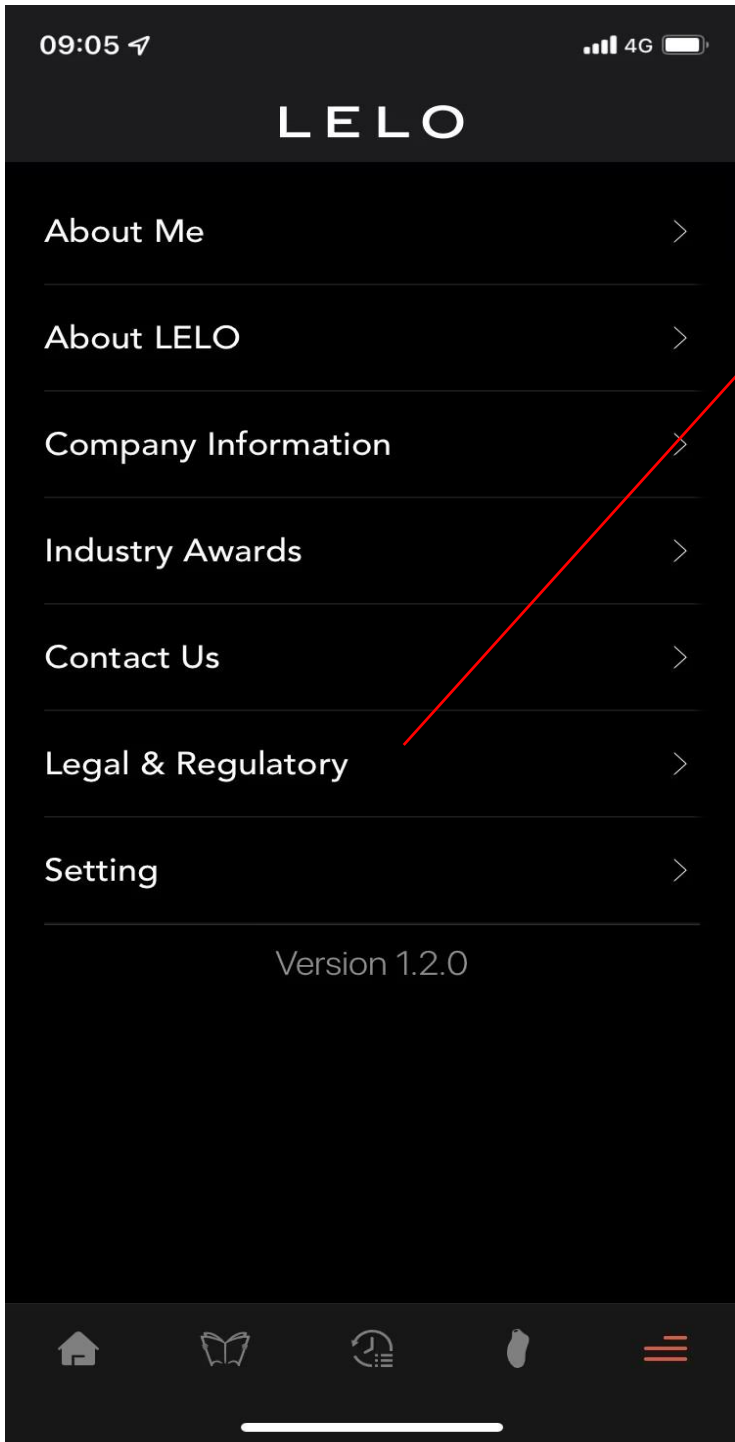 09:05
4G
LELO
About Me
About LELO
Company Information
Industry Awards
Contact Us
Legal & Regulatory
Setting
Version 1.2.0